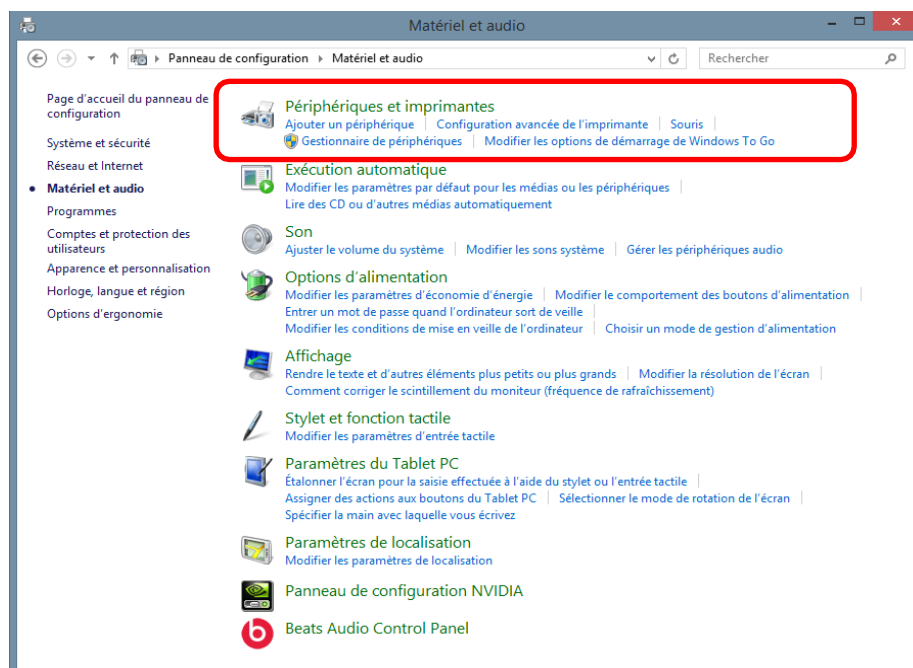 Matériel et audio
Panneau de configuration Matériel et audio
Rechercher
Page d'accueil du panneau de
configuration
Système et sécurité
Réseau et Internet
Matériel et audio
Programmes
Comptes et protection des
utilisateurs
Apparence et personnalisation
Horloge, langue et région
Options d'ergonomie
Périphériques et imprimantes
Ajouter un périphérique Configuration avancée de l'imprimante Souris
Gestionnaire de périphériques Modifier les options de démarrage de Windows To Go
Exécution automatique
Modifier les paramètres par défaut pour les médias ou les périphériques
Lire des CD ou d'autres médias automatiquement
Son
Ajuster le volume du système Modifier les sons système Gérer les périphériques audio
Options d'alimentation
Modifier les paramètres d'économie d'énergie Modifier le comportement des boutons d'alimentation
Entrer un mot de passe quand l'ordinateur sort de veille
Modifier les conditions de mise en veille de l'ordinateur Choisir un mode de gestion d'alimentation
Affichage
Rendre le texte et d'autres éléments plus petits ou plus grands Modifier la résolution de l'écran
Comment corriger le scintillement du moniteur (fréquence de rafraîchissement)
Stylet et fonction tactile
Modifier les paramètres d'entrée tactile
Paramètres du Tablet PC
Étalonner l'écran pour la saisie effectuée à l'aide du stylet ou l'entrée tactile
Assigner des actions aux boutons du Tablet PC Sélectionner le mode de rotation de l'écran
Spécifier la main avec laquelle vous écrivez
Paramètres de localisation
Modifier les paramètres de localisation
Panneau de configuration NVIDIA
Beats Audio Control Panel